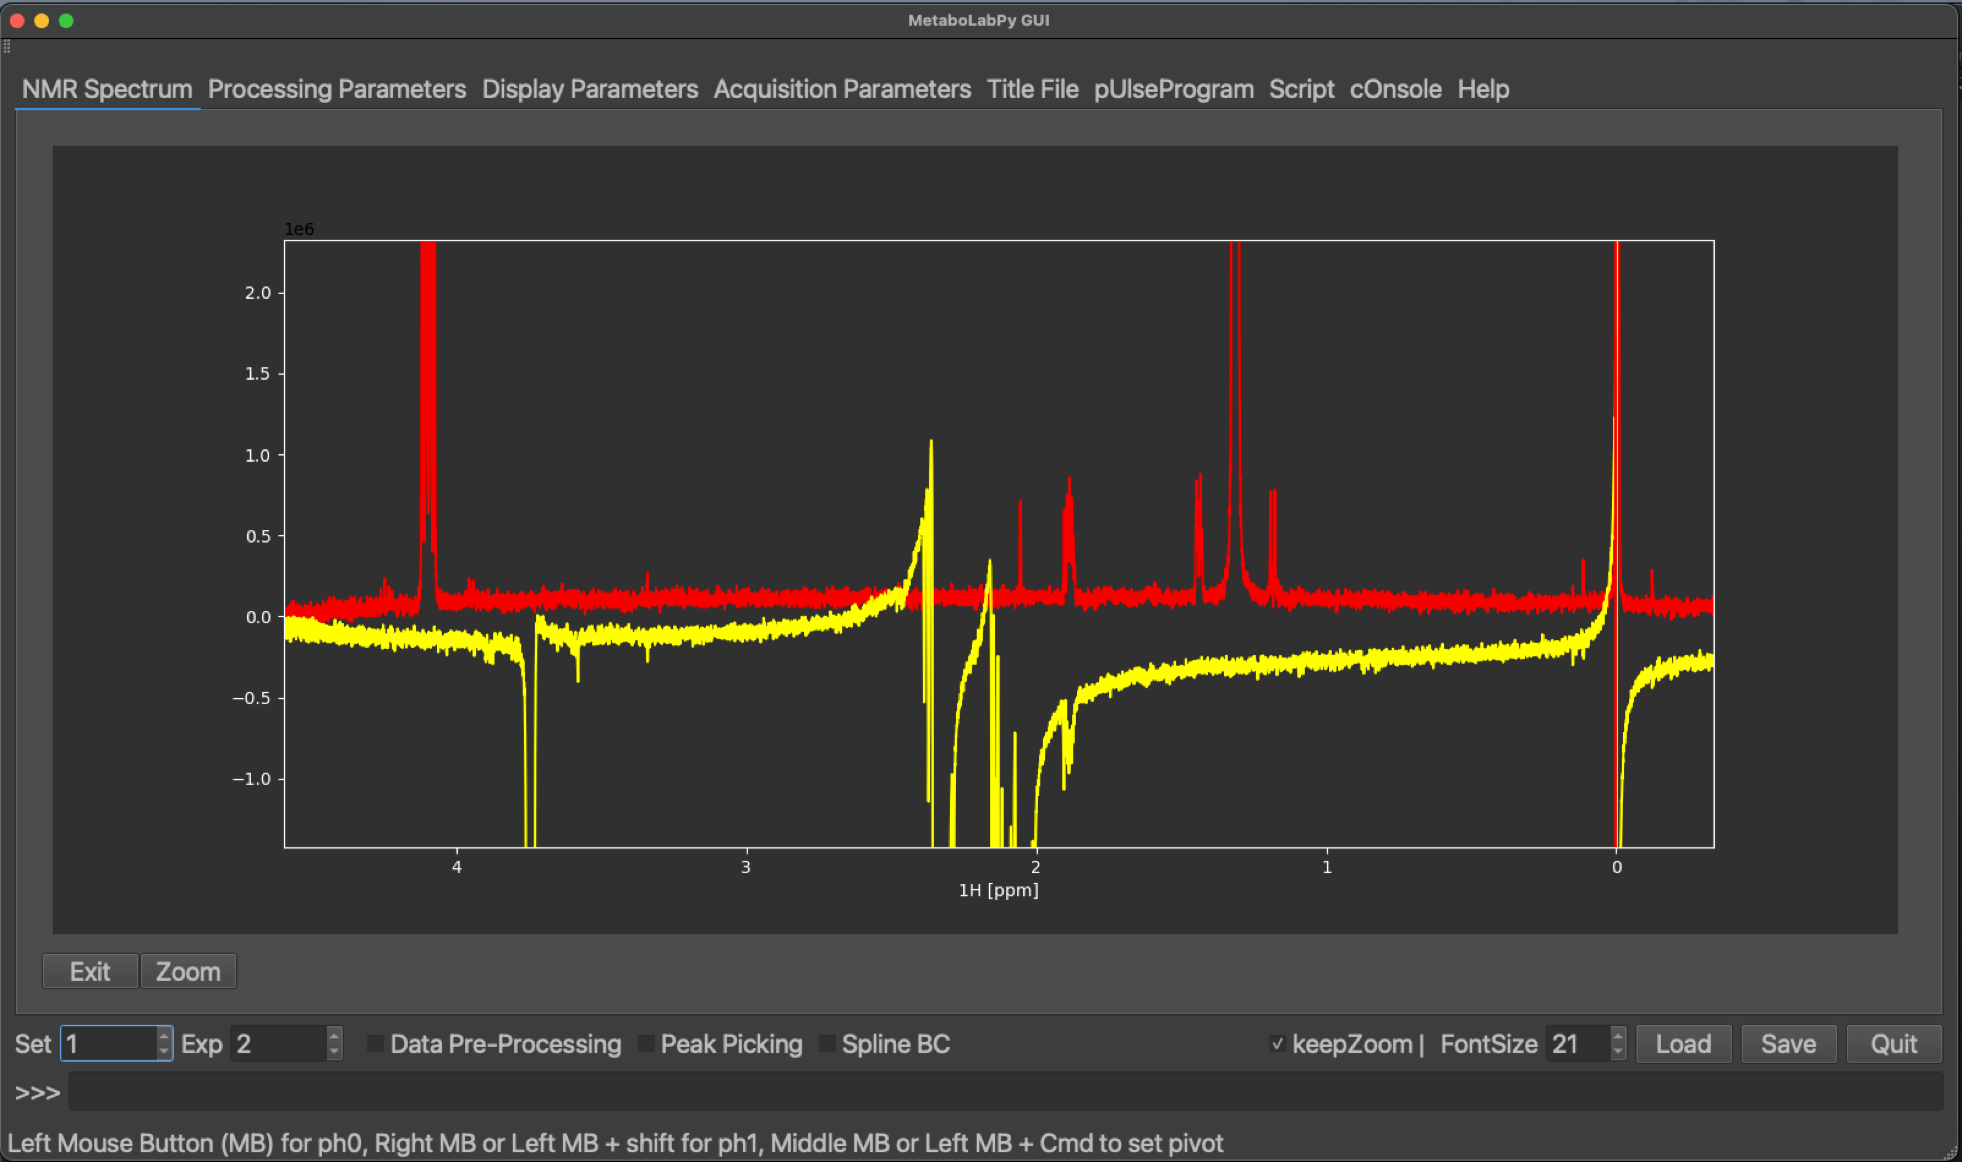 MetaboLabPy GUI
NMR Spectrum Processing Parameters Display Parameters Acquisition Parameters Title File pUlseProgram Script cOnsole Help
1e6
2.0
1.5
1.0
0.5
0.0
−0.5
−1.0
4 3 2 1 0
1H [ppm]
Exit Zoom
Set 1 Exp 2 Data Pre-Processing Peak Picking Spline BC keepZoom | FontSize 21 Load Save Quit
>>>
Left Mouse Button (MB) for ph0, Right MB or Left MB + shift for ph1, Middle MB or Left MB + Cmd to set pivot